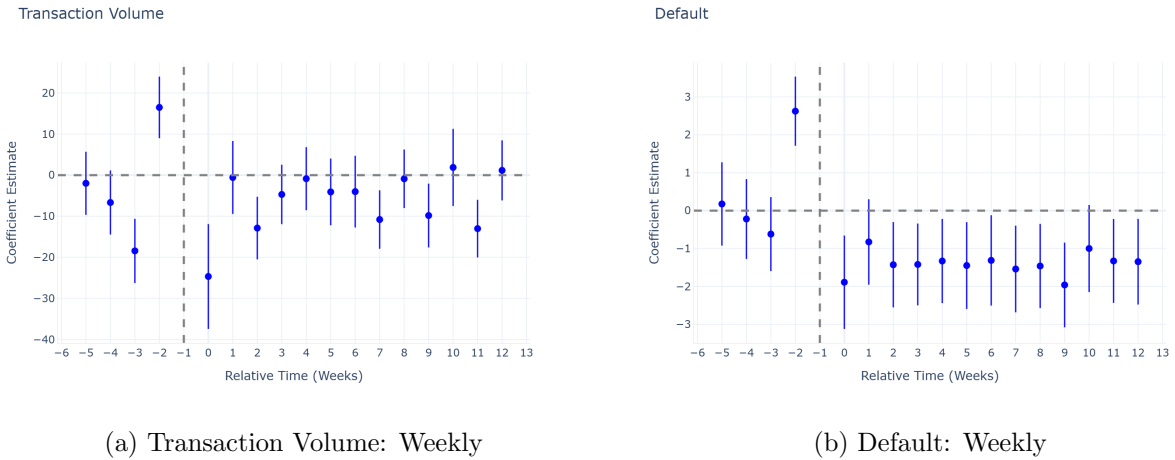 Transaction Volume
Coefficient Estimate
20
10
0
−10
−20
−30
−40
−6 −5 −4 −3 −2 −1 0 1 2 3 4 5 6 7 8 9 10 11 12 13
Relative Time (Weeks)
(a) Transaction Volume: Weekly
Default
Coefficient Estimate
3
2
1
0
−1
−2
−3
−6 −5 −4 −3 −2 −1 0 1 2 3 4 5 6 7 8 9 10 11 12 13
Relative Time (Weeks)
(b) Default: Weekly